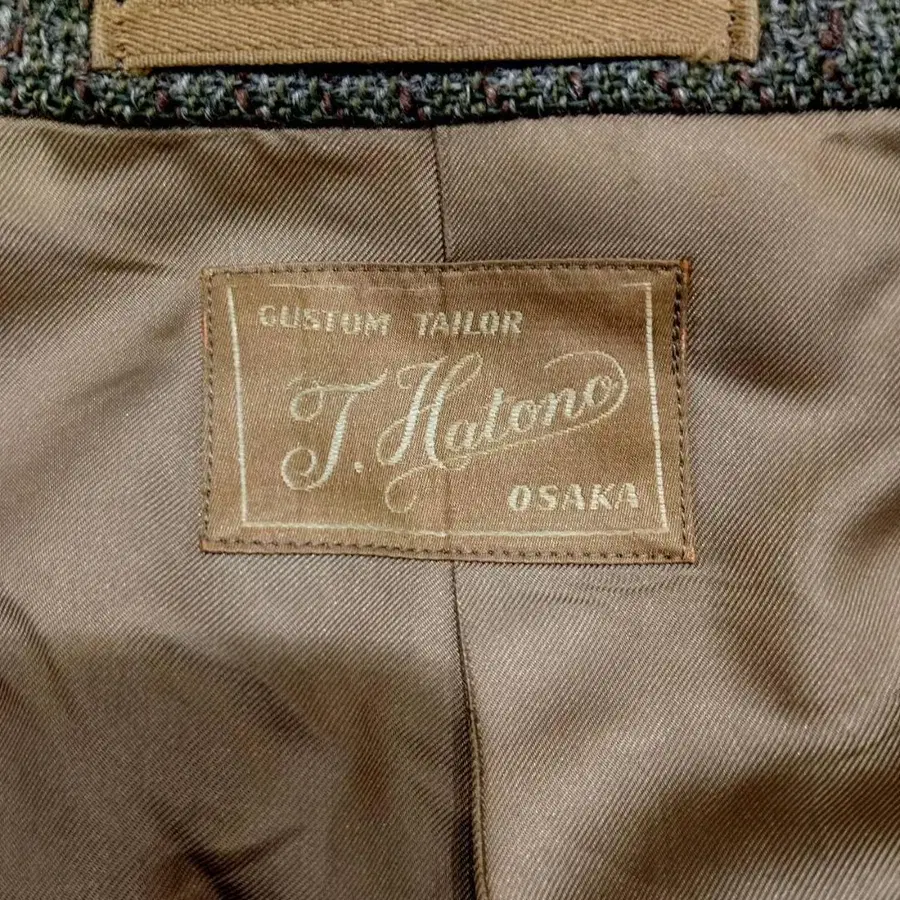 CUSTOM TAILOR
T. Hatono
OSAKA